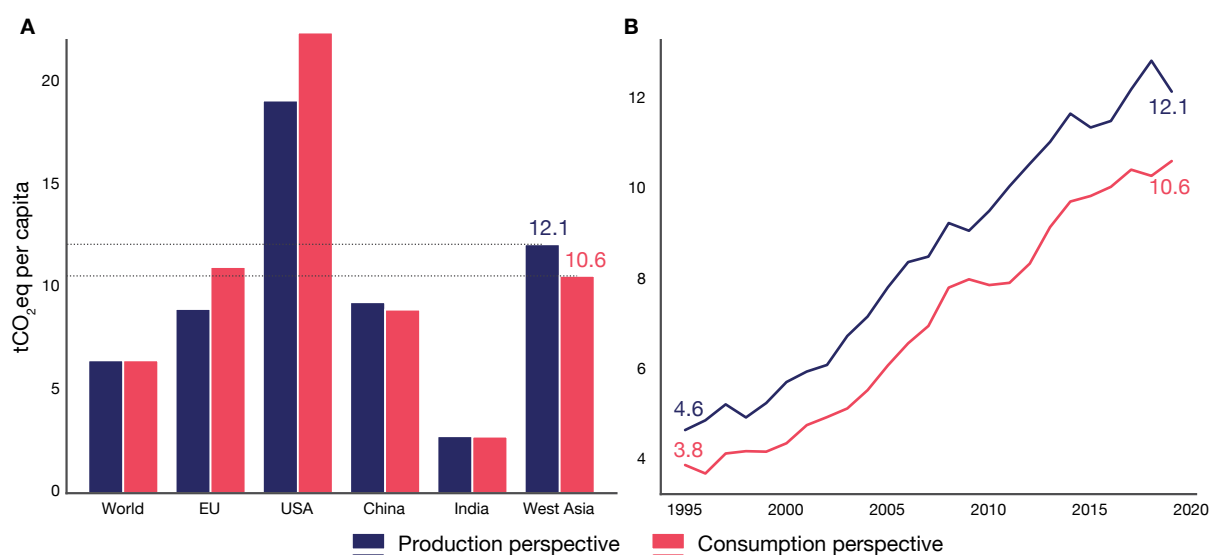 A
tCO₂eq per capita
20
15
10
5
0
12.1
10.6
World
EU
USA
China
India
West Asia
B
12
10
8
6
4
12.1
10.6
4.6
3.8
1995
2000
2005
2010
2015
2020
Production perspective
Consumption perspective